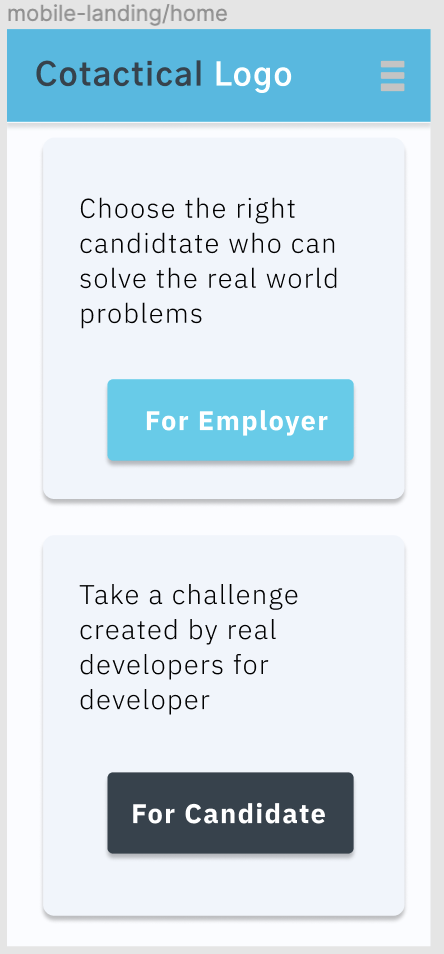 mobile-landing/home
Cotactical Logo
Choose the right
candidtate who can
solve the real world
problems
For Employer
Take a challenge
created by real
developers for
developer
For Candidate